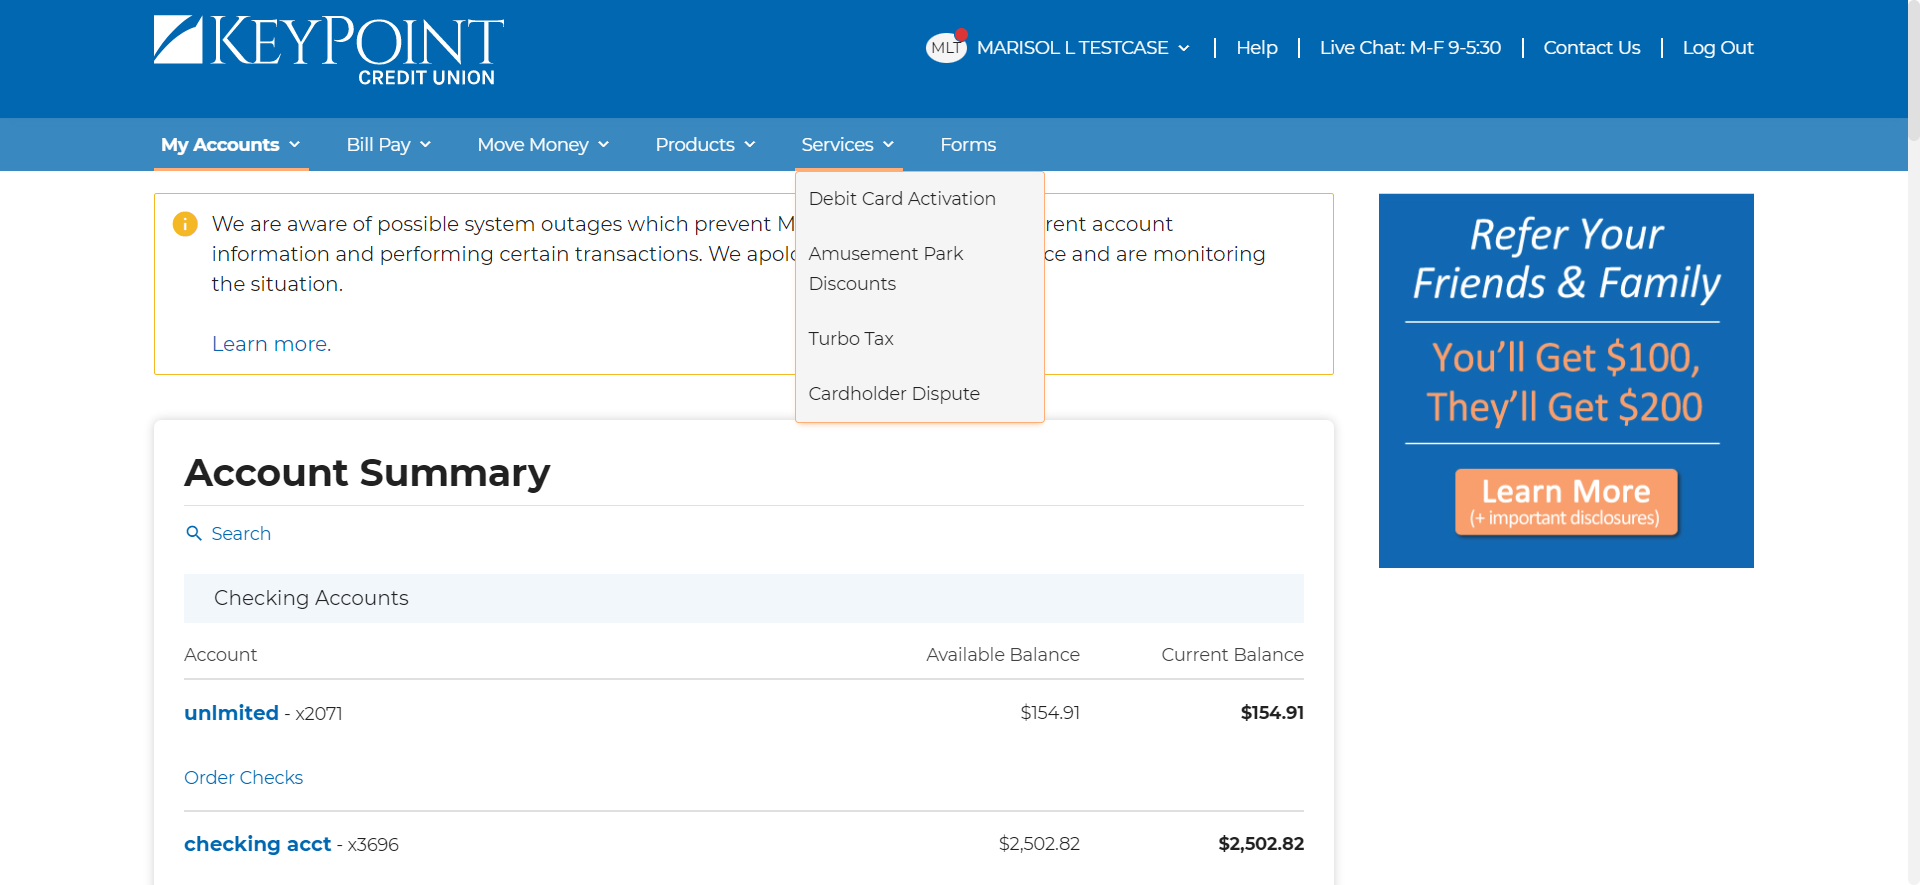 KEYPOINT
CREDIT UNION
MLT MARISOL L TESTCASE | Help | Live Chat: M-F 9-5:30 | Contact Us | Log Out
My Accounts Bill Pay Move Money Products Services Forms
Debit Card Activation
Amusement Park
Discounts
Turbo Tax
Cardholder Dispute
We are aware of possible system outages which prevent M rent account
information and performing certain transactions. We apolo ce and are monitoring
the situation.
Learn more.
Refer Your
Friends & Family
You'll Get $100,
They'll Get $200
Learn More
(+ important disclosures)
Account Summary
Search
Checking Accounts
Account Available Balance Current Balance
unlmited - x2071 $154.91 $154.91
Order Checks
checking acct - x3696 $2,502.82 $2,502.82